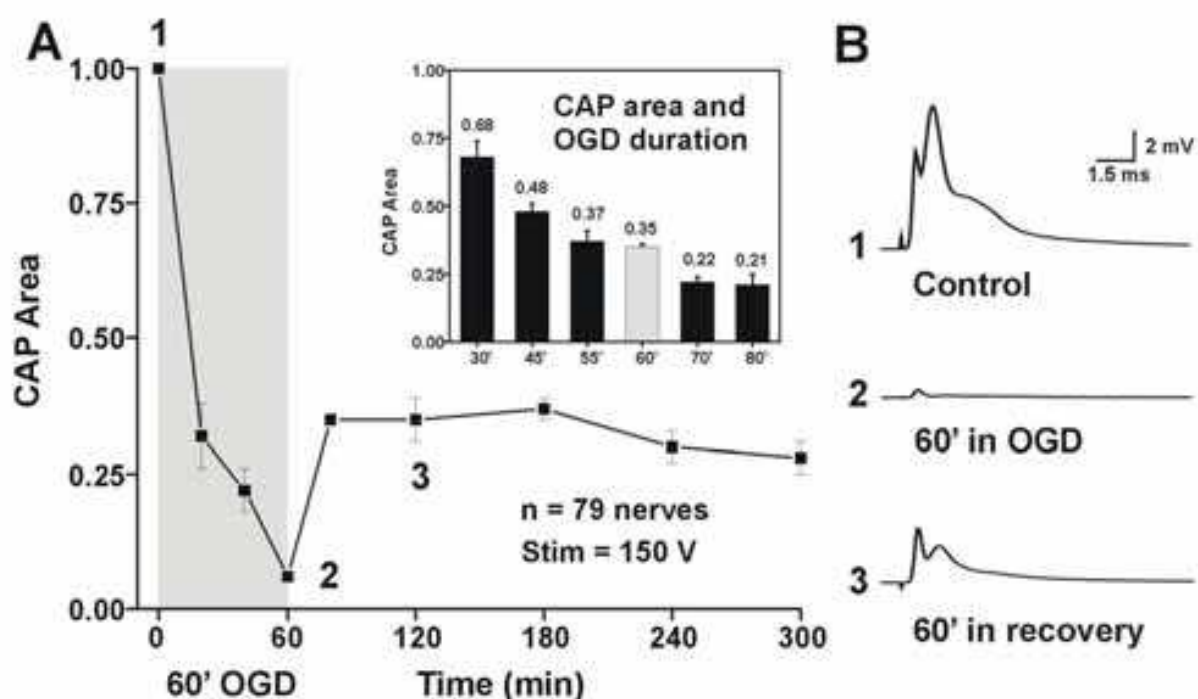 A
1
1.00
0.75
0.50
0.25
0.00
CAP Area
0
60
120
180
240
300
60' OGD
Time (min)
2
3
n = 79 nerves
Stim = 150 V
1.00
0.75
0.50
0.25
0.00
CAP Area
CAP area and
OGD duration
0.68
0.48
0.37
0.35
0.22
0.21
30'
45'
55'
60'
70'
80'
B
2 mV
1.5 ms
1
Control
2
60' in OGD
3
60' in recovery